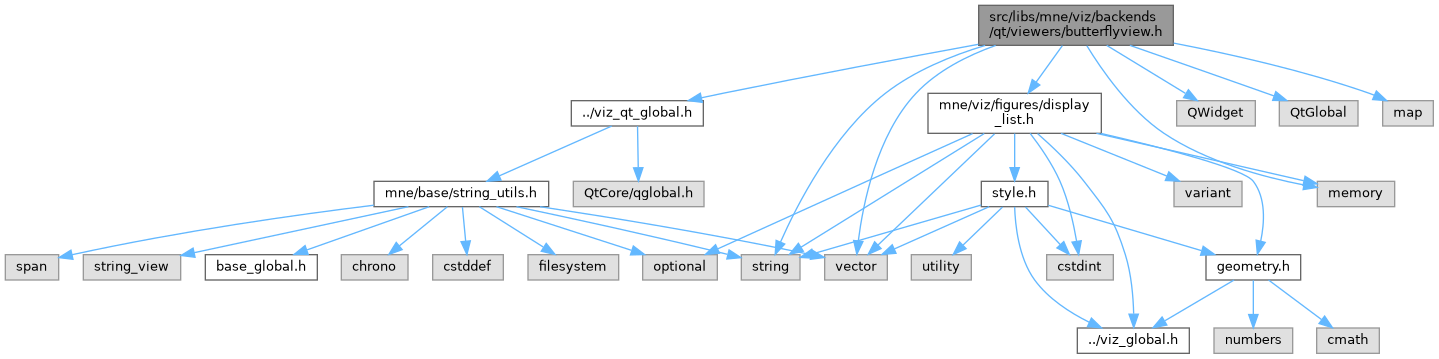 src/libs/mne/viz/backends
/qt/viewers/butterflyview.h
../viz_qt_global.h
mne/viz/figures/display
_list.h
QWidget
QtGlobal
map
mne/base/string_utils.h
QtCore/qglobal.h
style.h
variant
memory
span
string_view
base_global.h
chrono
cstddef
filesystem
optional
string
vector
utility
cstdint
geometry.h
../viz_global.h
numbers
cmath